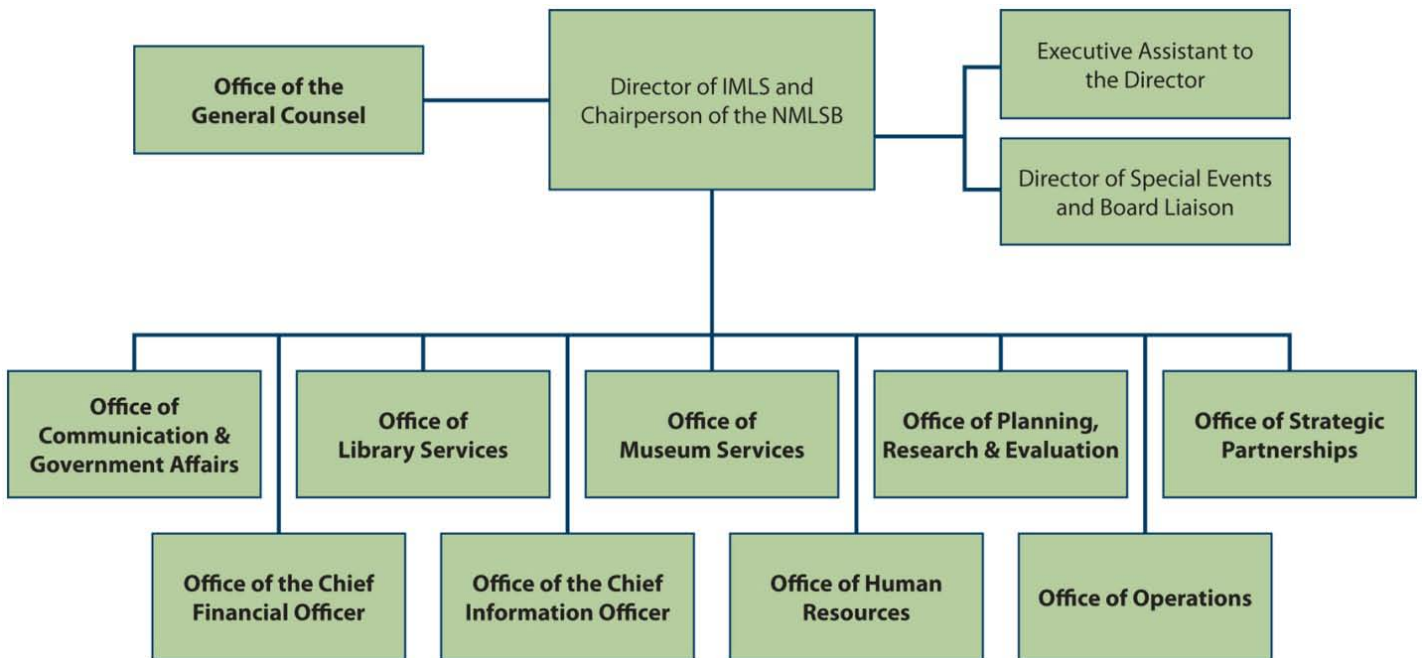 Office of the
General Counsel
Director of IMLS and
Chairperson of the NMLSB
Executive Assistant to
the Director
Director of Special Events
and Board Liaison
Office of
Communication &
Government Affairs
Office of
Library Services
Office of
Museum Services
Office of Planning,
Research & Evaluation
Office of Strategic
Partnerships
Office of the Chief
Financial Officer
Office of the Chief
Information Officer
Office of Human
Resources
Office of Operations